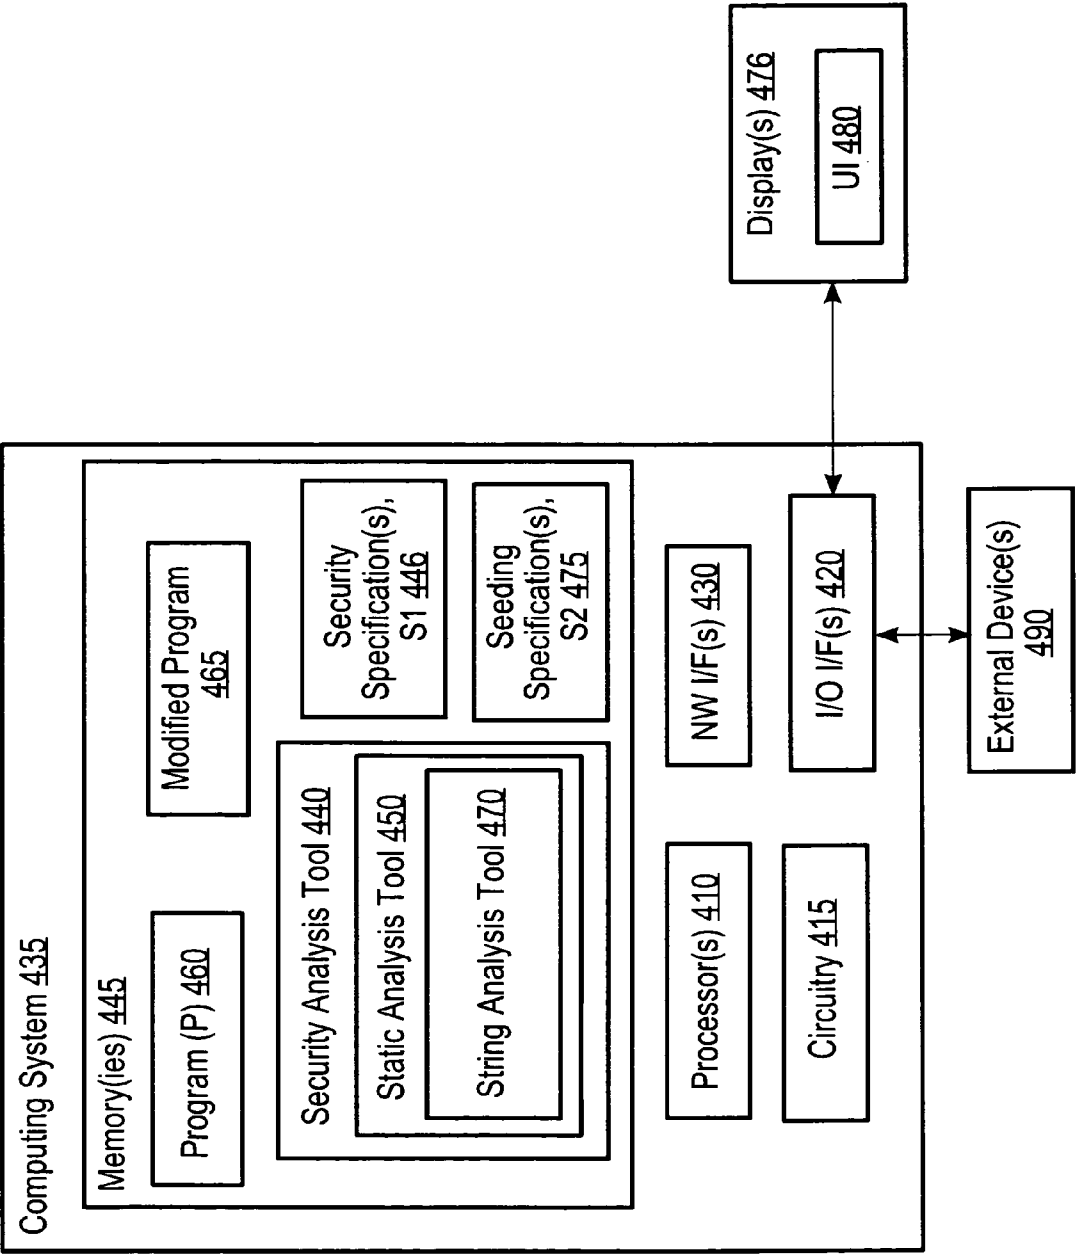 Computing System 435
Memory(ies) 445
Program (P) 460
Modified Program
465
Security Analysis Tool 440
Static Analysis Tool 450
String Analysis Tool 470
Security
Specification(s),
S1 446
Seeding
Specification(s),
S2 475
Processor(s) 410
NW I/F(s) 430
Circuitry 415
I/O I/F(s) 420
Display(s) 476
UI 480
External Device(s)
490